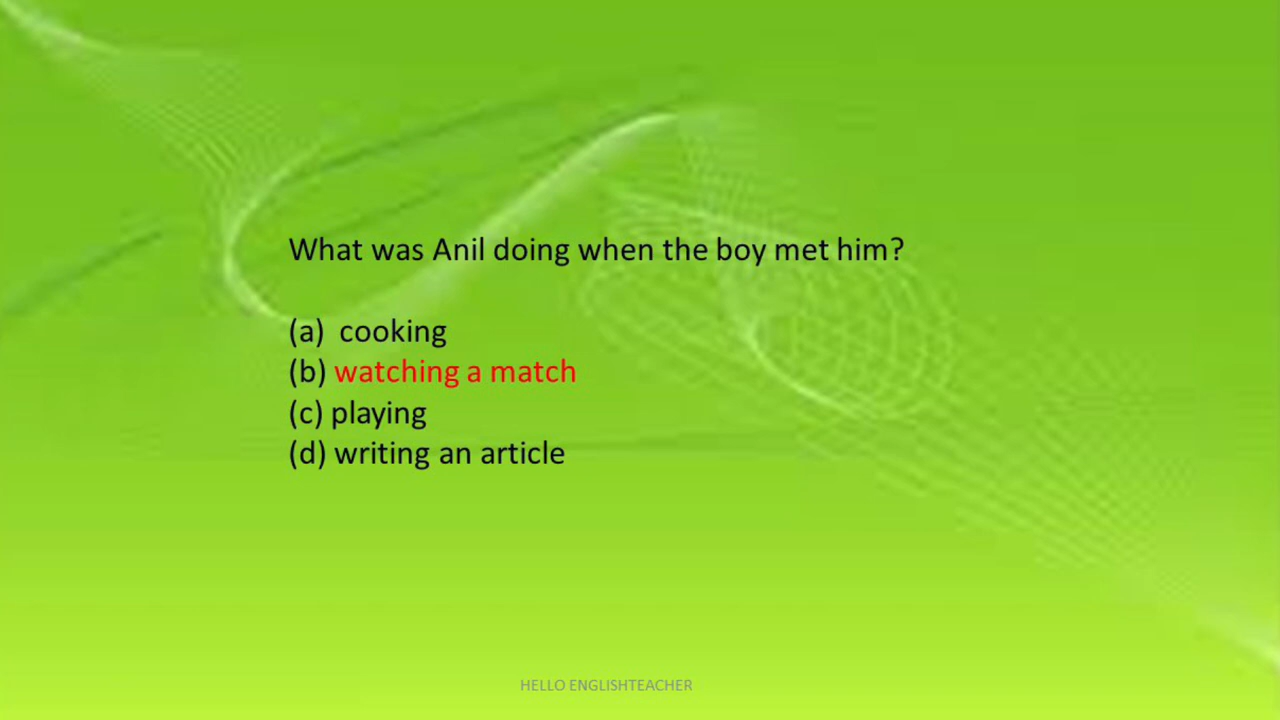 What was Anil doing when the boy met him?
(a) cooking
(b) watching a match
(c) playing
(d) writing an article
HELLO ENGLISHTEACHER